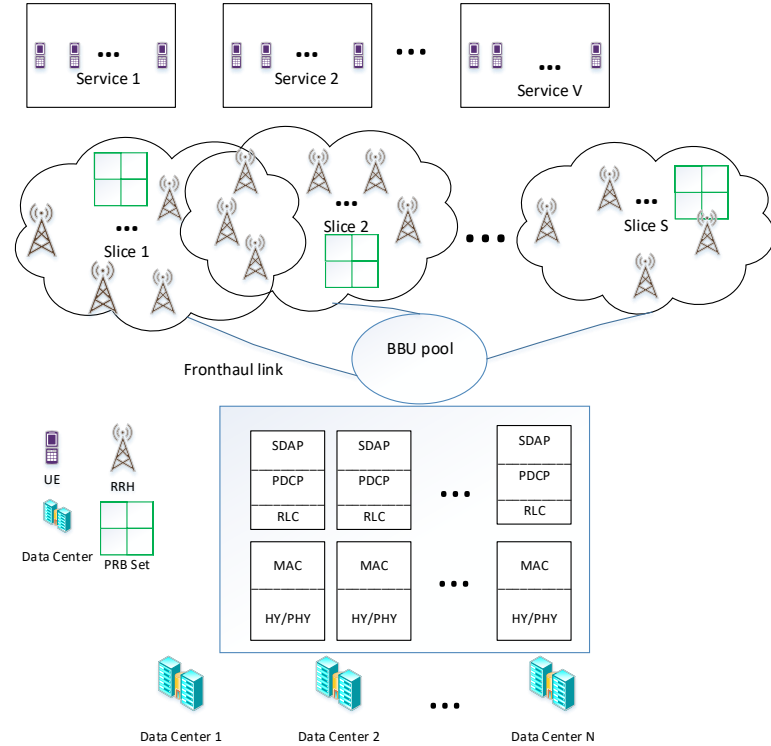 ...
Service 1
...
Service 2
...
...
Service V
...
Slice 1
...
Slice 2
...
...
Slice S
BBU pool
Fronthaul link
UE
RRH
Data Center
PRB Set
SDAP
PDCP
RLC
SDAP
PDCP
RLC
...
SDAP
PDCP
RLC
MAC
HY/PHY
MAC
HY/PHY
...
MAC
HY/PHY
Data Center 1
Data Center 2
...
Data Center N